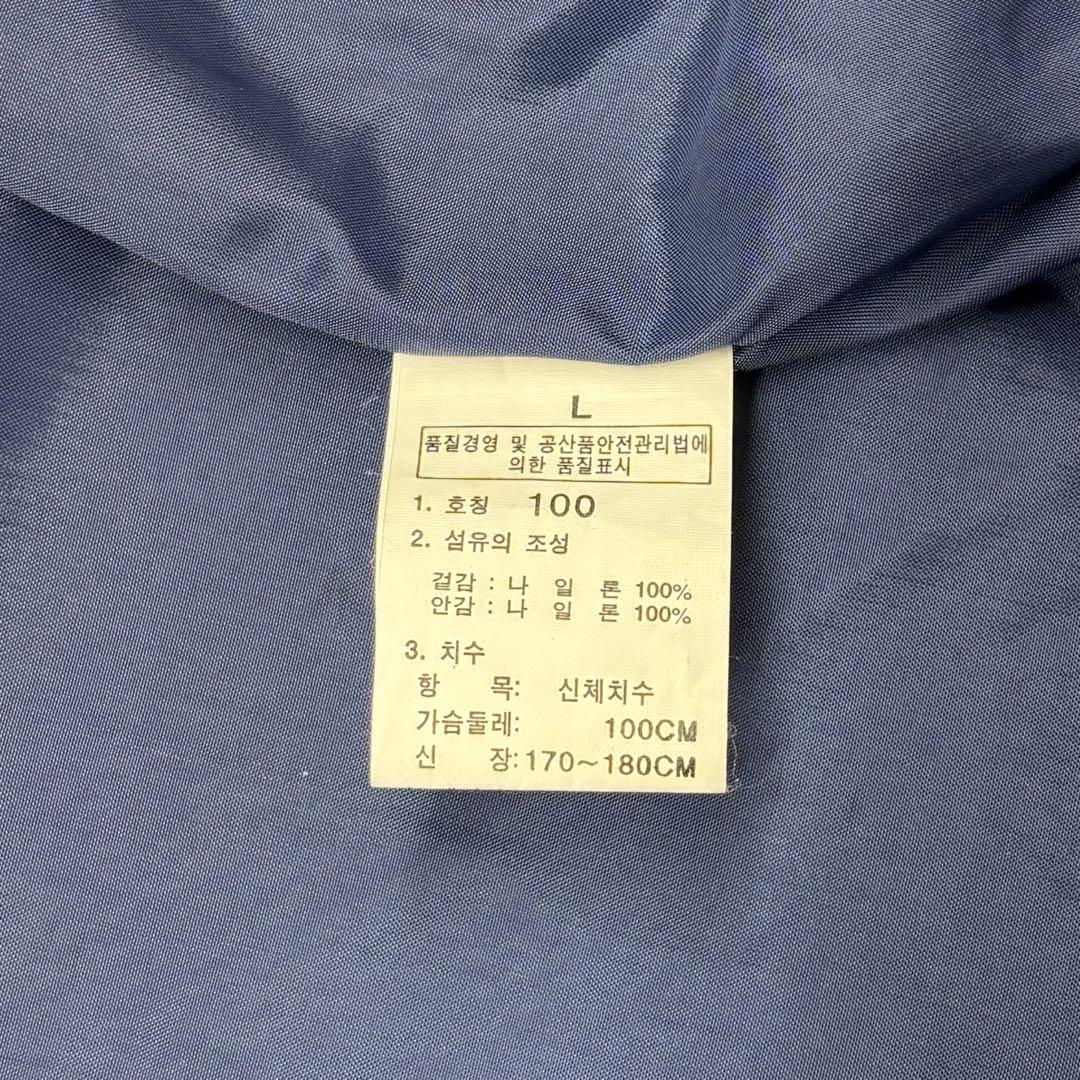 L
품질경영 및 공산품안전관리법에
의한 품질표시
1. 호칭 100
2. 섬유의 조성
겉감 : 나 일 론 100%
안감 : 나 일 론 100%
3. 치수
항 목: 신체치수
가슴둘레: 100CM
신 장: 170~180CM